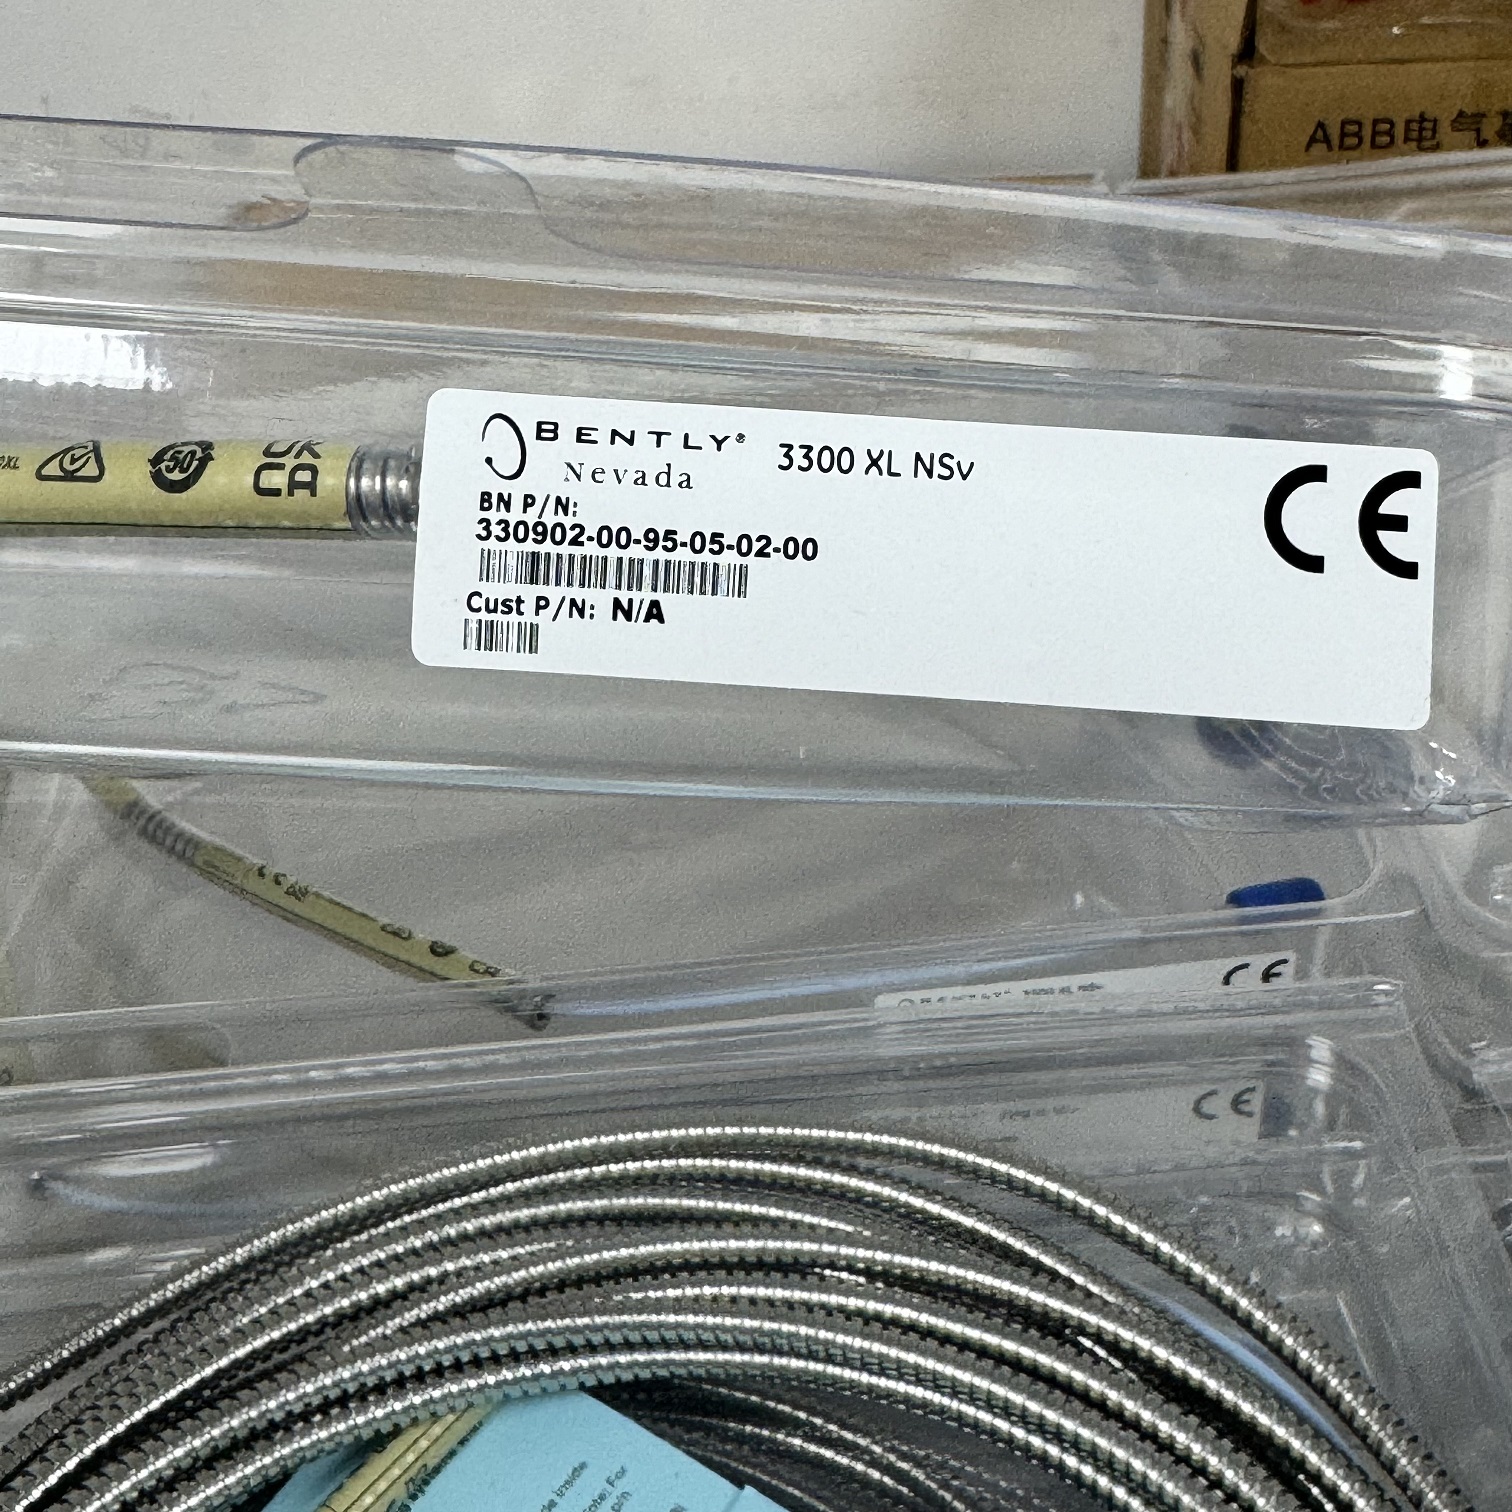 ABB电气
BENTLY® 3300 XL NSv
Nevada
CE
BN P/N:
330902-00-95-05-02-00
Cust P/N: N/A
50
UK
CA
CE
CE